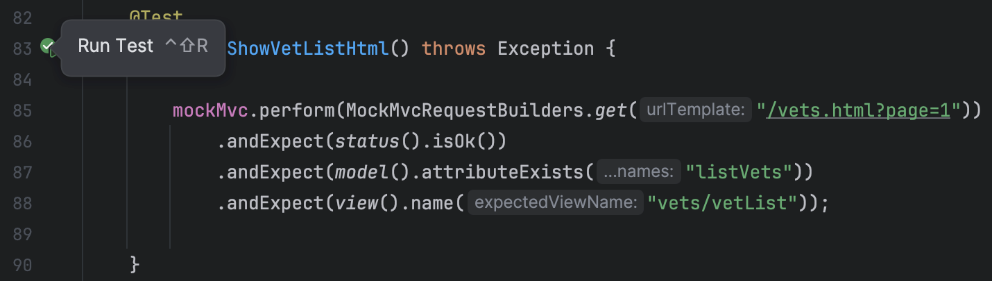 82 @Test
83 Run Test ⌃⇧R ShowVetListHtml() throws Exception {
84
85 mockMvc.perform(MockMvcRequestBuilders.get( urlTemplate: "/vets.html?page=1"))
86 .andExpect(status().isOk())
87 .andExpect(model().attributeExists( ...names: "listVets"))
88 .andExpect(view().name( expectedViewName: "vets/vetList"));
89
90 }